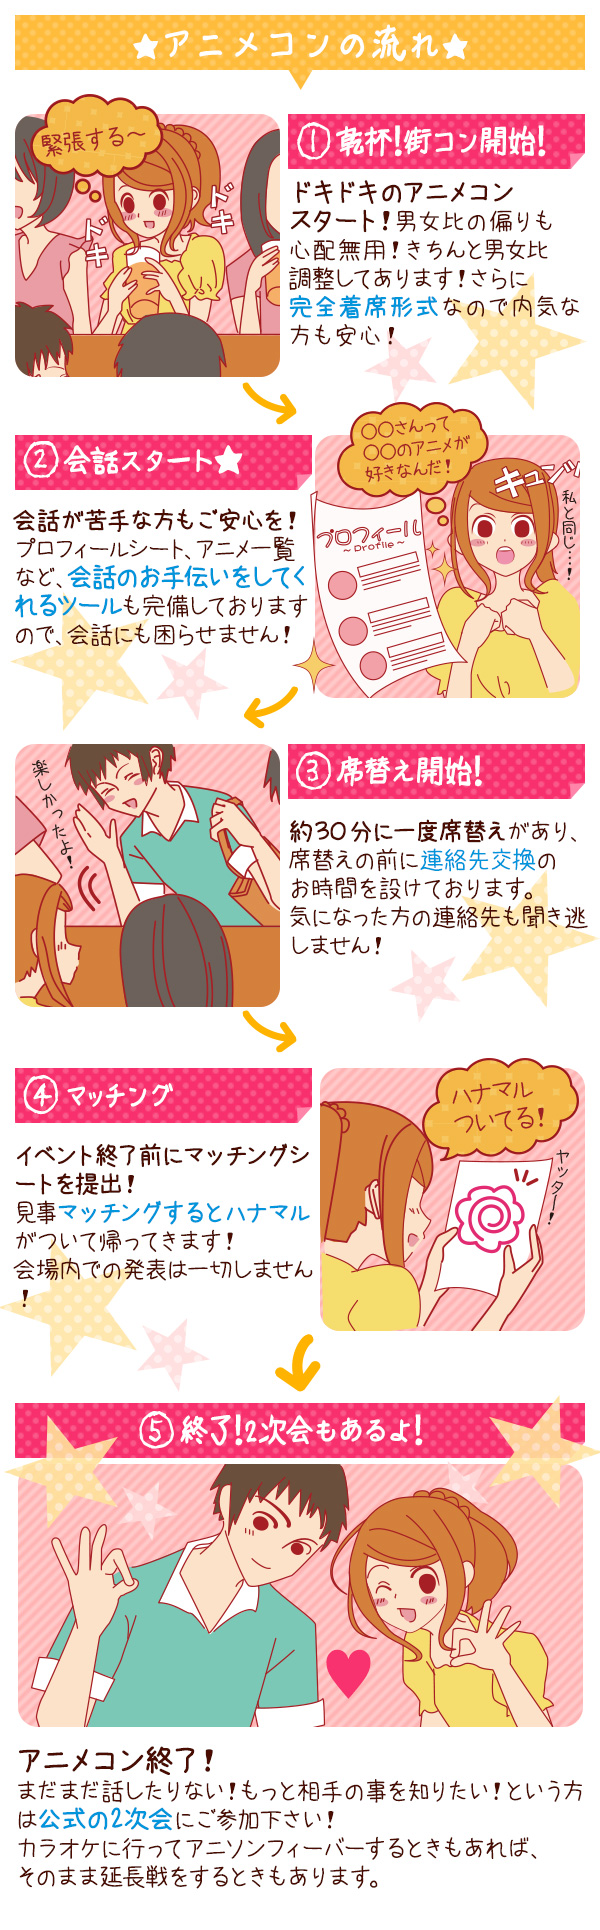 ★アニメコンの流れ★
緊張する～
ドキ
ドキ
① 乾杯!街コン開始!
ドキドキのアニメコン
スタート!男女比の偏りも
心配無用!きちんと男女比
調整してあります!さらに
完全着席形式なので内気な
方も安心!
② 会話スタート★
会話が苦手な方もご安心を!
プロフィールシート、アニメ一覧
など、会話のお手伝いをしてく
れるツールも完備しております
ので、会話にも困らせません!
○○さんって
○○のアニメが
好きなんだ!
キュンッ
私と同じ…!
プロフィール
～Profile～
楽しかったよ!
③ 席替え開始!
約30分に一度席替えがあり、
席替えの前に連絡先交換の
お時間を設けております。
気になった方の連絡先も聞き逃
しません!
④ マッチング
イベント終了前にマッチングシ
ートを提出!
見事マッチングするとハナマル
がついて帰ってきます!
会場内での発表は一切しません
!
ハナマル
ついてる!
ヤッター!
⑤ 終了!2次会もあるよ!
アニメコン終了!
まだまだ話したりない!もっと相手の事を知りたい!という方
は公式の2次会にご参加下さい!
カラオケに行ってアニソンフィーバーするときもあれば、
そのまま延長戦をするときもあります。